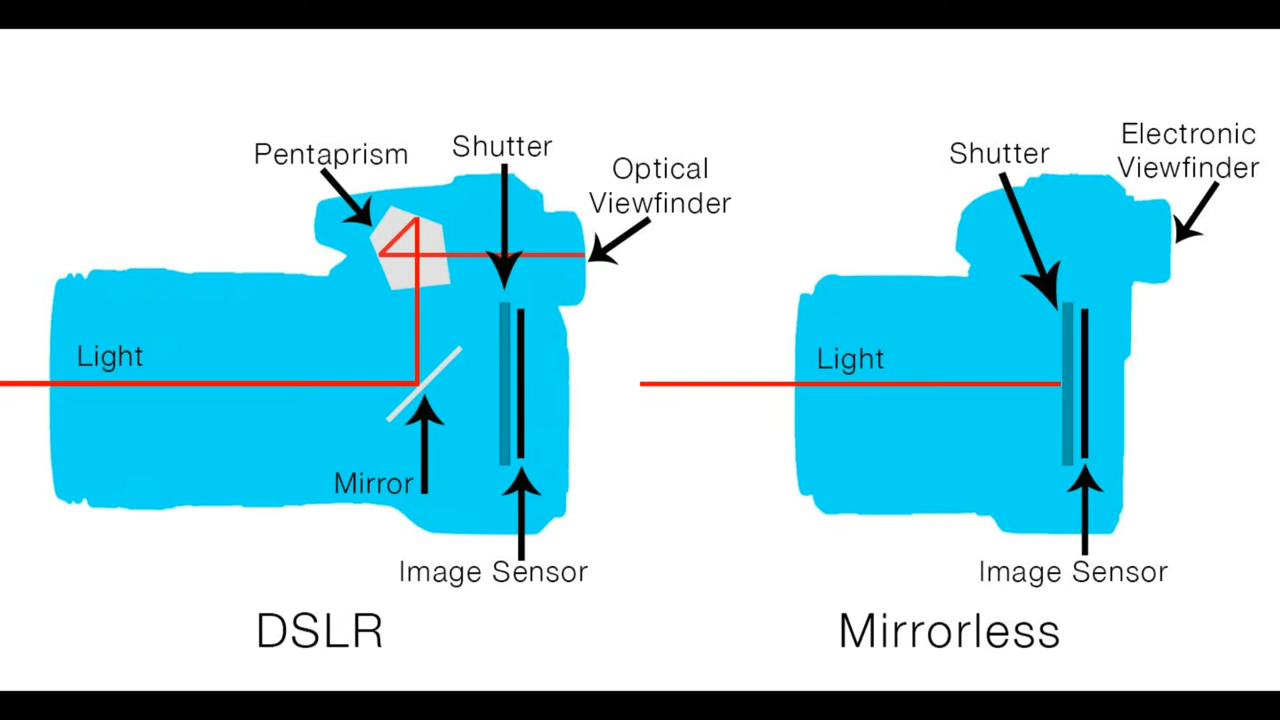 Pentaprism
Shutter
Optical
Viewfinder
Light
Mirror
Image Sensor
DSLR
Shutter
Electronic
Viewfinder
Light
Image Sensor
Mirrorless